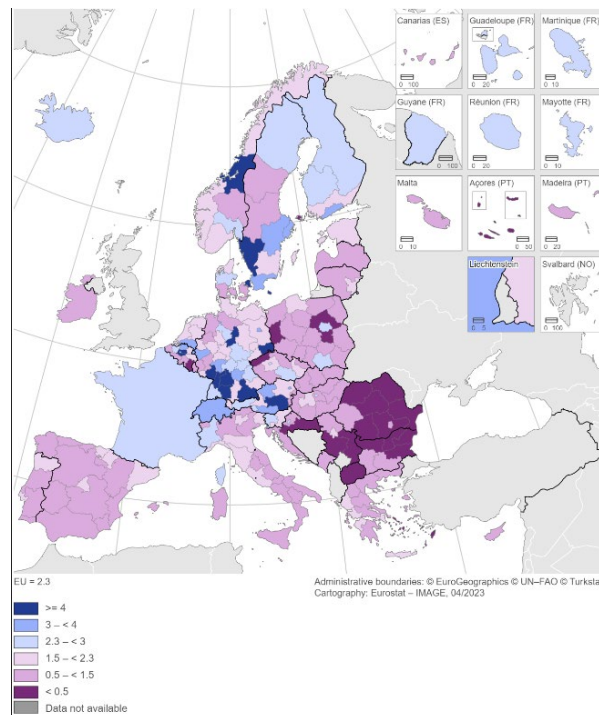 Canarias (ES)
0 100
Guadeloupe (FR)
0 20
Martinique (FR)
0 10
Guyane (FR)
0 100
Réunion (FR)
0 20
Mayotte (FR)
0 10
Malta
0 10
Açores (PT)
0 50
Madeira (PT)
0 20
Liechtenstein
0 5
Svalbard (NO)
0 100
EU = 2.3
Administrative boundaries: © EuroGeographics © UN–FAO © Turksta
Cartography: Eurostat – IMAGE, 04/2023
>= 4
3 – < 4
2.3 – < 3
1.5 – < 2.3
0.5 – < 1.5
< 0.5
Data not available